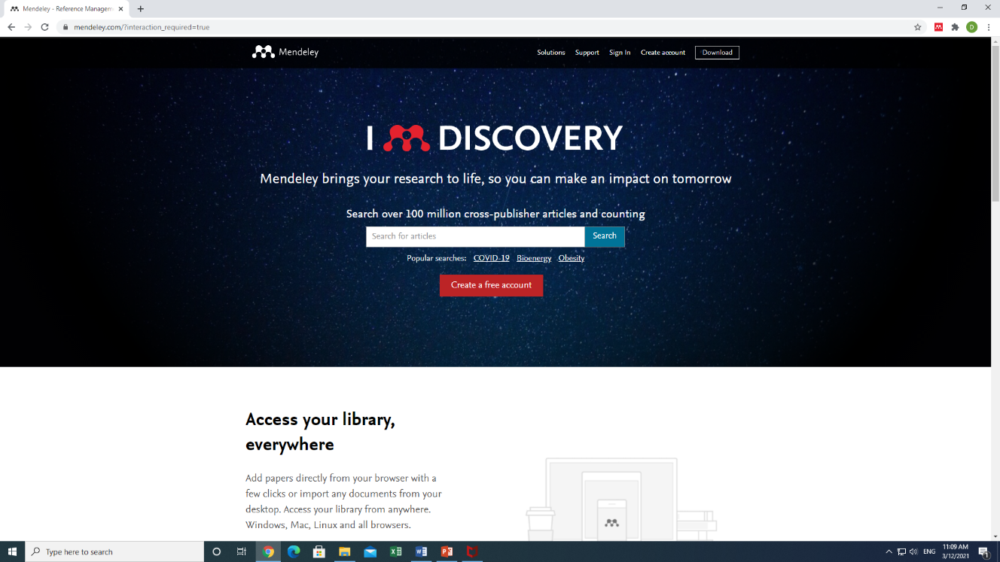 Mendeley - Reference Managem
mendeley.com/?interaction_required=true
D
Mendeley
Solutions
Support
Sign In
Create account
Download
I DISCOVERY
Mendeley brings your research to life, so you can make an impact on tomorrow
Search over 100 million cross-publisher articles and counting
Search for articles
Search
Popular searches: COVID-19 Bioenergy Obesity
Create a free account
Access your library,
everywhere
Add papers directly from your browser with a
few clicks or import any documents from your
desktop. Access your library from anywhere.
Windows, Mac, Linux and all browsers.
Type here to search
ENG
11:09 AM
3/12/2021
1